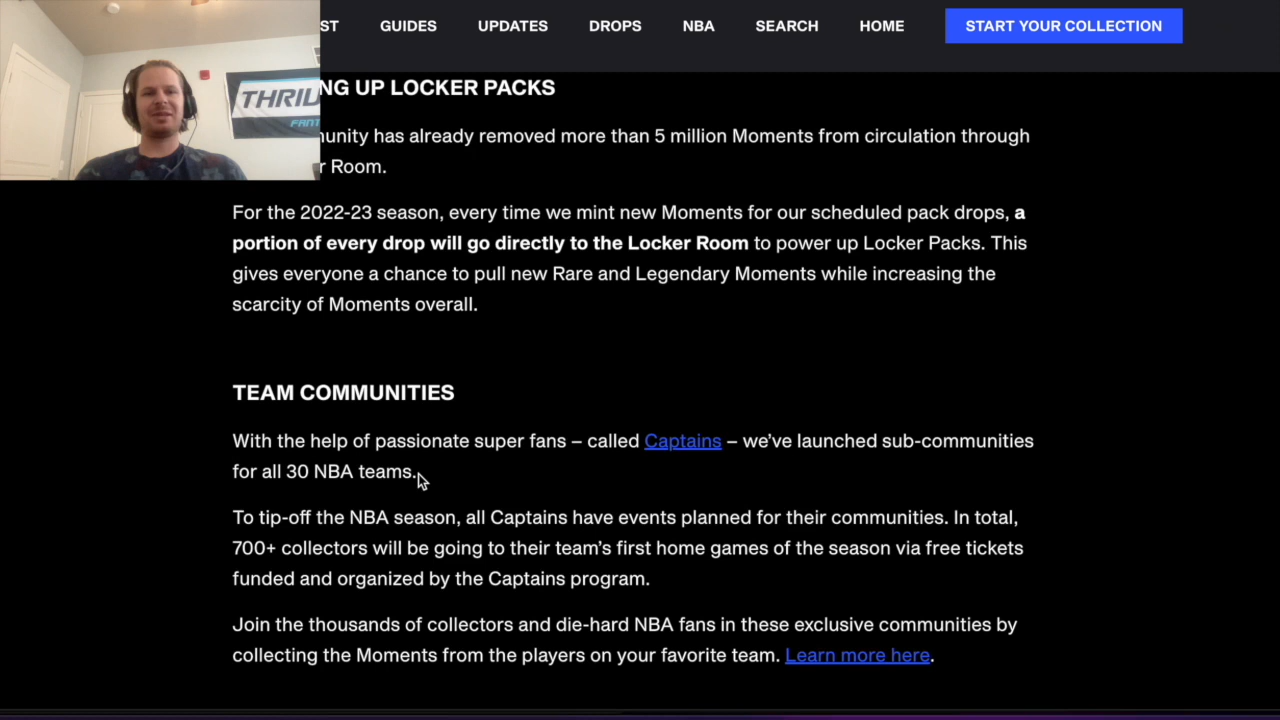 ST GUIDES UPDATES DROPS NBA SEARCH HOME START YOUR COLLECTION
NG UP LOCKER PACKS
munity has already removed more than 5 million Moments from circulation through
r Room.
For the 2022-23 season, every time we mint new Moments for our scheduled pack drops, a
portion of every drop will go directly to the Locker Room to power up Locker Packs. This
gives everyone a chance to pull new Rare and Legendary Moments while increasing the
scarcity of Moments overall.
TEAM COMMUNITIES
With the help of passionate super fans – called Captains – we’ve launched sub-communities
for all 30 NBA teams.
To tip-off the NBA season, all Captains have events planned for their communities. In total,
700+ collectors will be going to their team’s first home games of the season via free tickets
funded and organized by the Captains program.
Join the thousands of collectors and die-hard NBA fans in these exclusive communities by
collecting the Moments from the players on your favorite team. Learn more here.
THRI
FANT